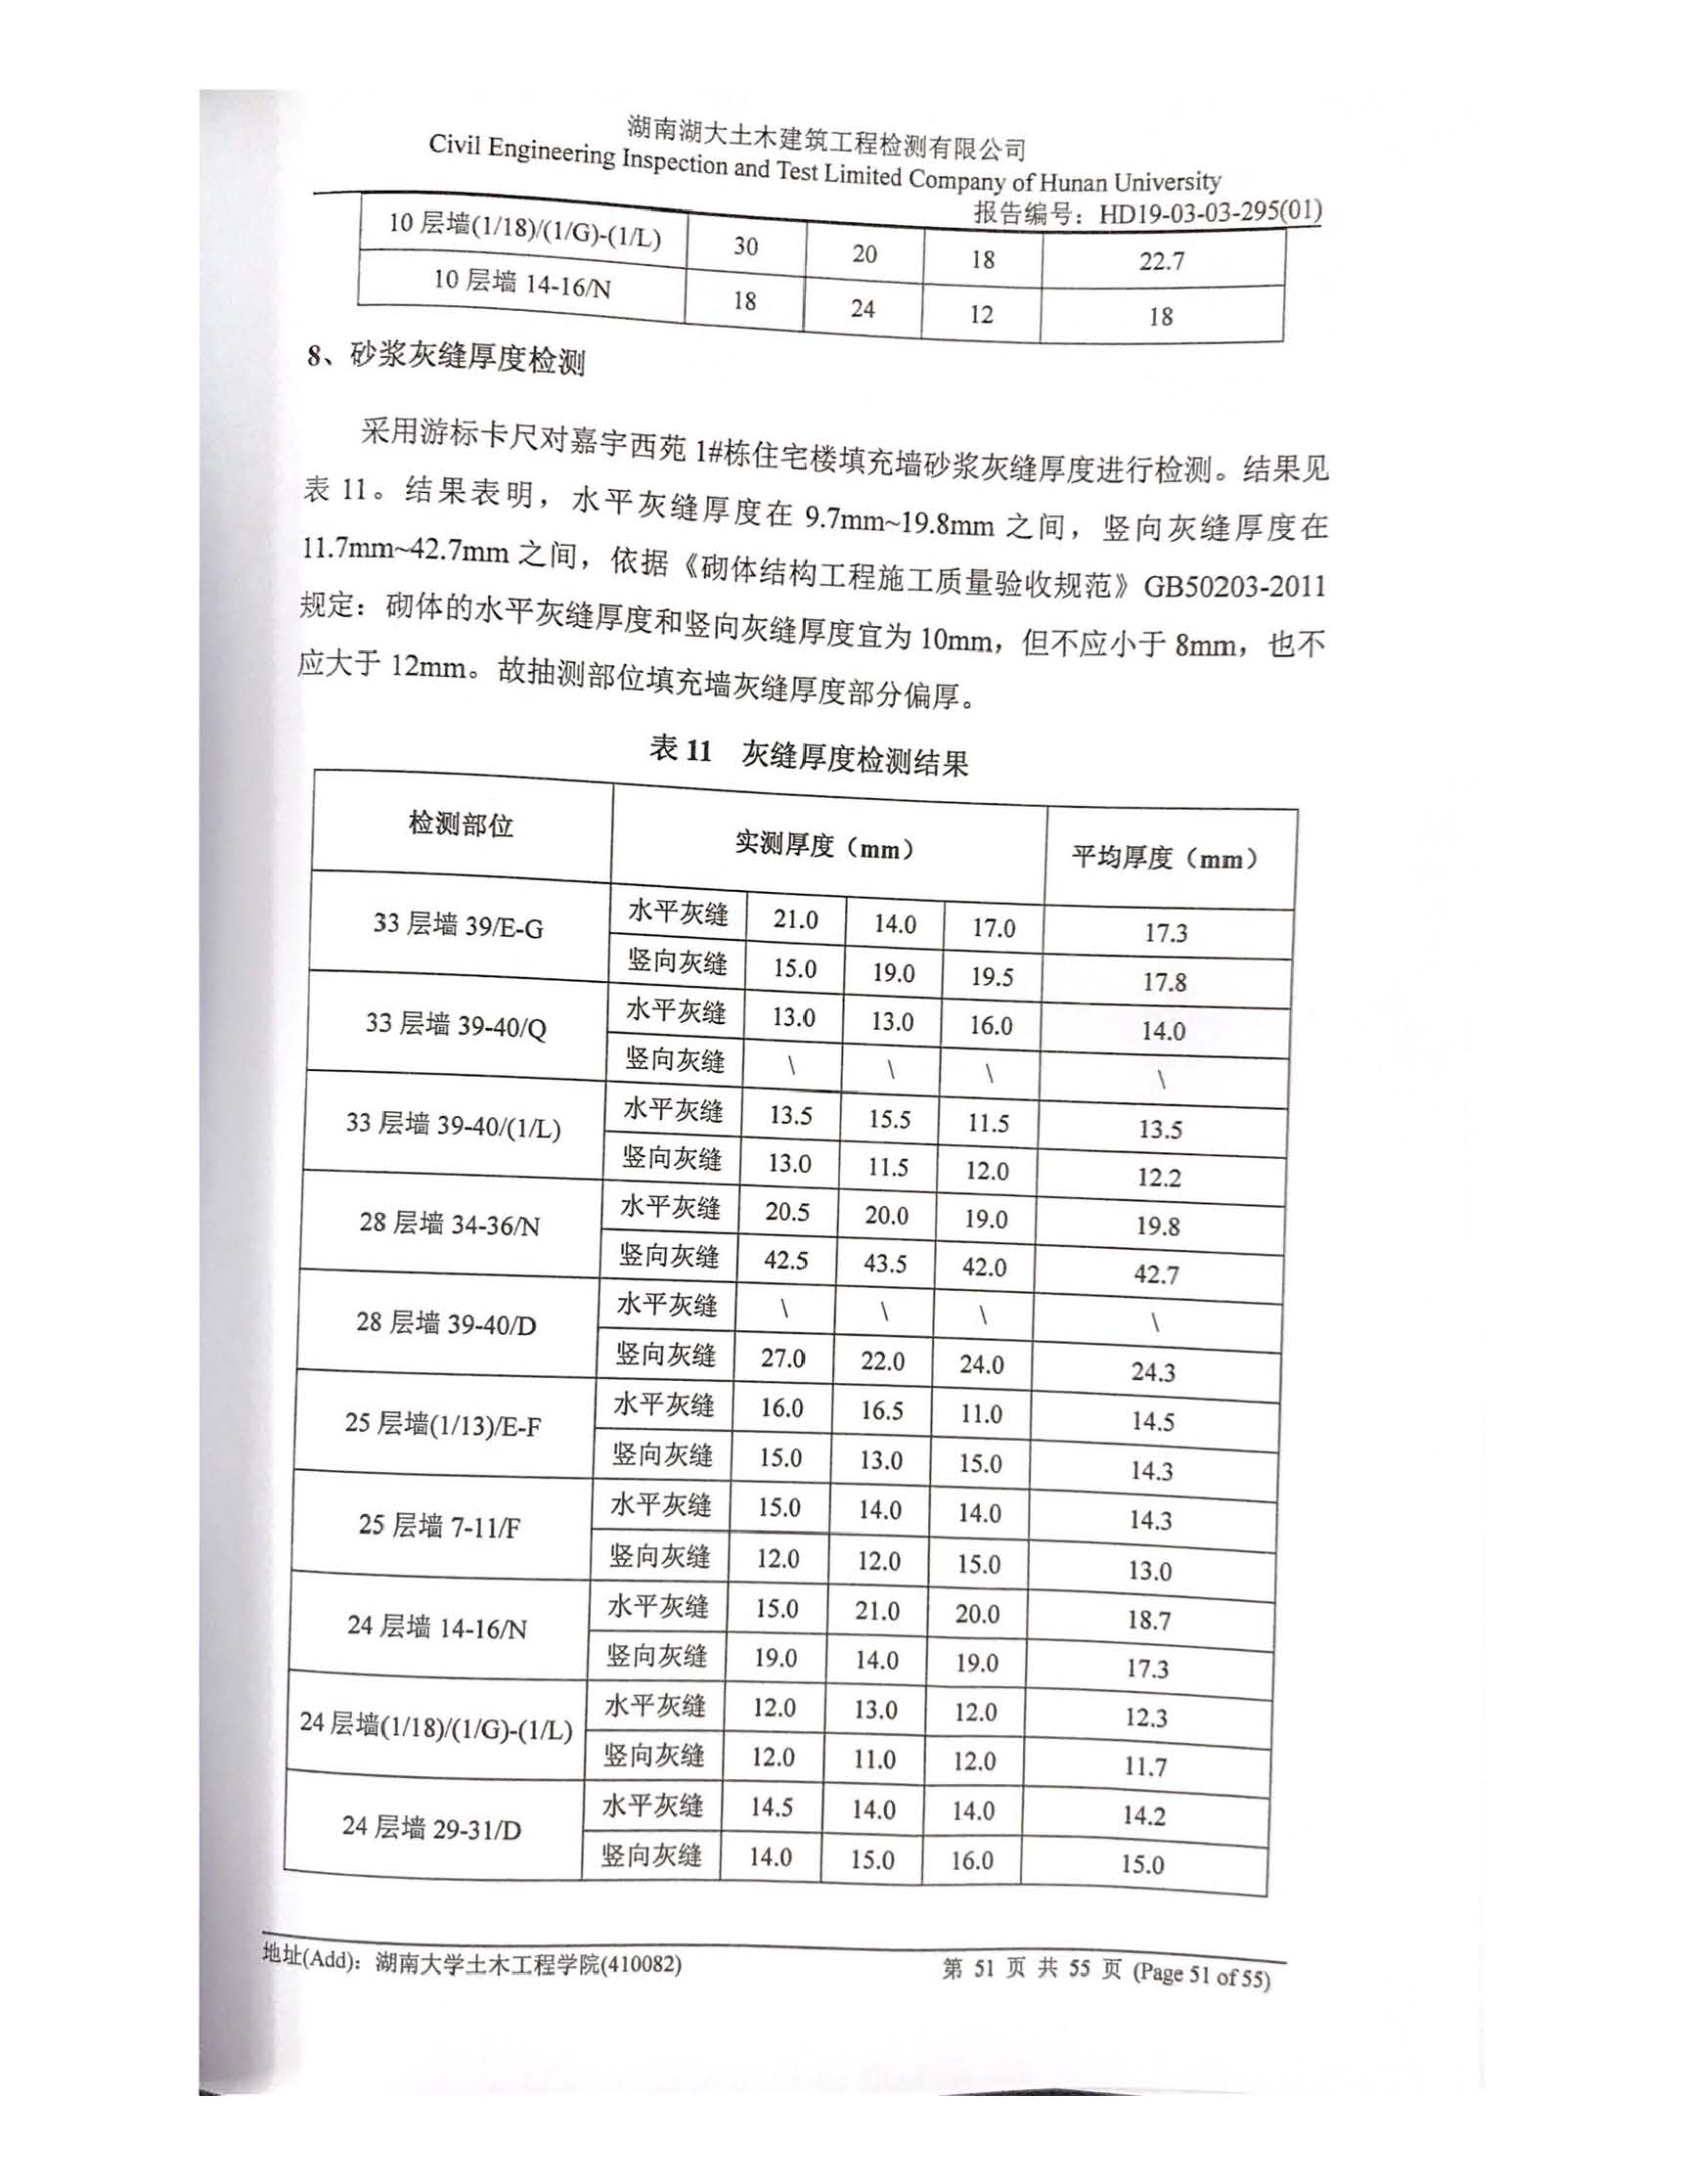 湖南湖大土木建筑工程检测有限公司
Civil Engineering Inspection and Test Limited Company of Hunan University
报告编号：HD19-03-03-295(01)
10 层墙(1/18)/(1/G)-(1/L) 30 20 18 22.7
10 层墙 14-16/N 18 24 12 18
8、砂浆灰缝厚度检测
采用游标卡尺对嘉宇西苑 1#栋住宅楼填充墙砂浆灰缝厚度进行检测。结果见
表 11。结果表明，水平灰缝厚度在 9.7mm~19.8mm 之间，竖向灰缝厚度在
11.7mm~42.7mm 之间，依据《砌体结构工程施工质量验收规范》GB50203-2011
规定：砌体的水平灰缝厚度和竖向灰缝厚度宜为 10mm，但不应小于 8mm，也不
应大于 12mm。故抽测部位填充墙灰缝厚度部分偏厚。
表 11 灰缝厚度检测结果
检测部位 实测厚度（mm） 平均厚度（mm）
33 层墙 39/E-G 水平灰缝 21.0 14.0 17.0 17.3
竖向灰缝 15.0 19.0 19.5 17.8
33 层墙 39-40/Q 水平灰缝 13.0 13.0 16.0 14.0
竖向灰缝 \ \ \ \
33 层墙 39-40/(1/L) 水平灰缝 13.5 15.5 11.5 13.5
竖向灰缝 13.0 11.5 12.0 12.2
28 层墙 34-36/N 水平灰缝 20.5 20.0 19.0 19.8
竖向灰缝 42.5 43.5 42.0 42.7
28 层墙 39-40/D 水平灰缝 \ \ \ \
竖向灰缝 27.0 22.0 24.0 24.3
25 层墙(1/13)/E-F 水平灰缝 16.0 16.5 11.0 14.5
竖向灰缝 15.0 13.0 15.0 14.3
25 层墙 7-11/F 水平灰缝 15.0 14.0 14.0 14.3
竖向灰缝 12.0 12.0 15.0 13.0
24 层墙 14-16/N 水平灰缝 15.0 21.0 20.0 18.7
竖向灰缝 19.0 14.0 19.0 17.3
24 层墙(1/18)/(1/G)-(1/L) 水平灰缝 12.0 13.0 12.0 12.3
竖向灰缝 12.0 11.0 12.0 11.7
24 层墙 29-31/D 水平灰缝 14.5 14.0 14.0 14.2
竖向灰缝 14.0 15.0 16.0 15.0
地址(Add)：湖南大学土木工程学院(410082) 第 51 页 共 55 页 (Page 51 of 55)